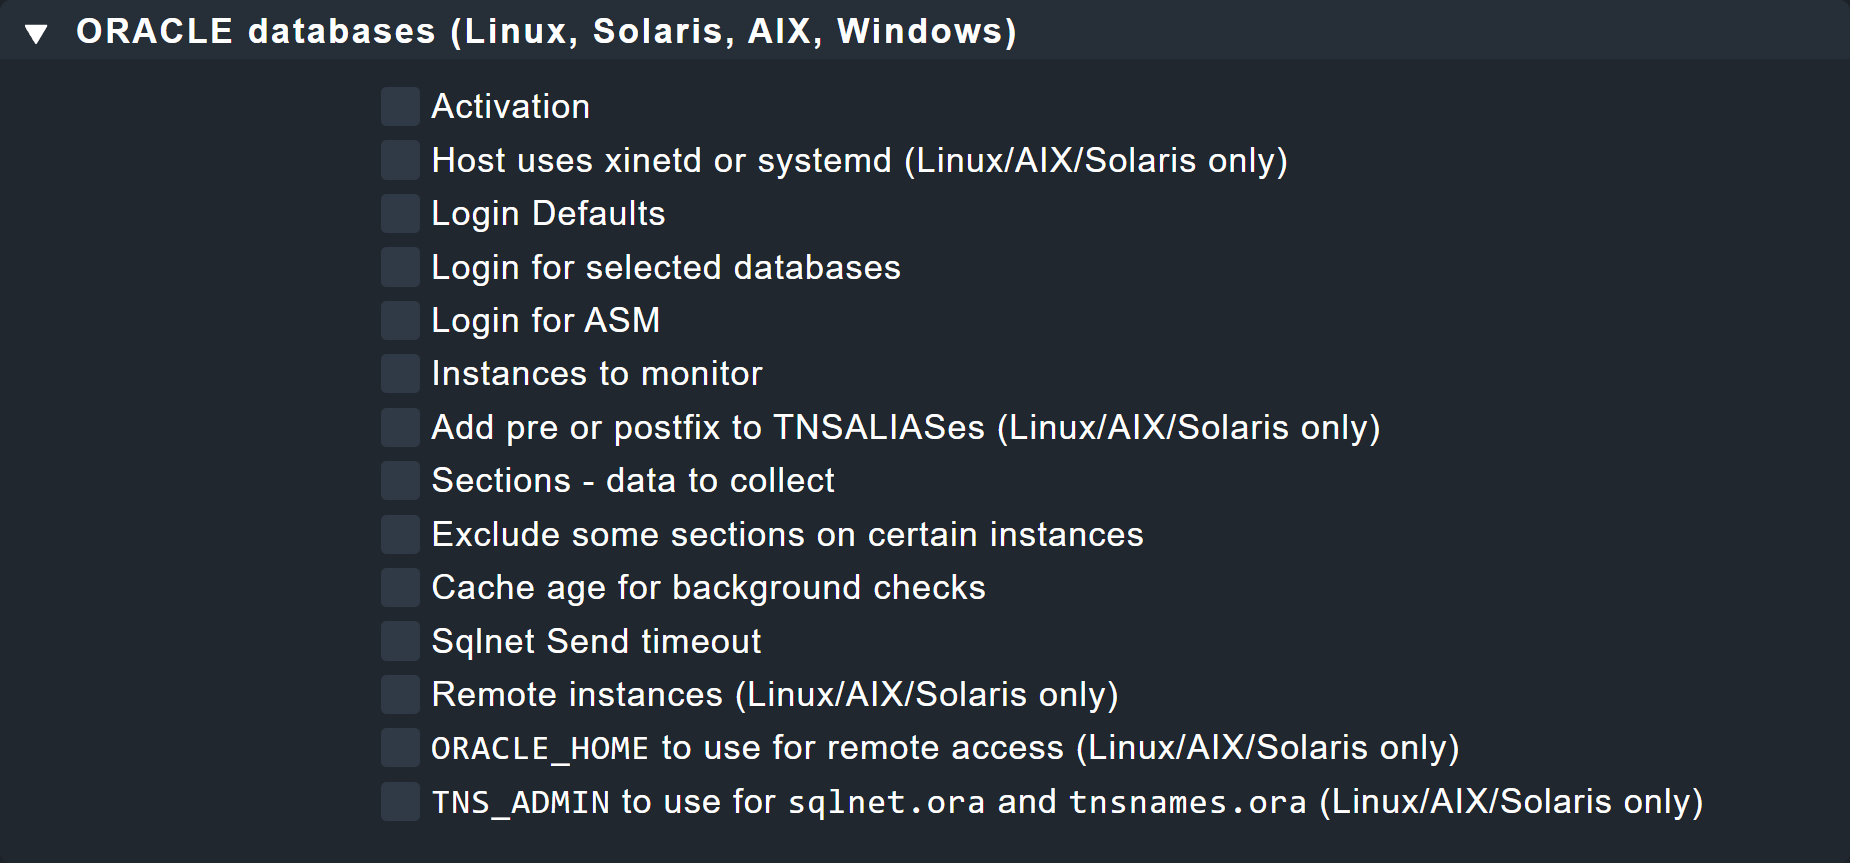 ORACLE databases (Linux, Solaris, AIX, Windows)
Activation
Host uses xinetd or systemd (Linux/AIX/Solaris only)
Login Defaults
Login for selected databases
Login for ASM
Instances to monitor
Add pre or postfix to TNSALIASes (Linux/AIX/Solaris only)
Sections - data to collect
Exclude some sections on certain instances
Cache age for background checks
Sqlnet Send timeout
Remote instances (Linux/AIX/Solaris only)
ORACLE_HOME to use for remote access (Linux/AIX/Solaris only)
TNS_ADMIN to use for sqlnet.ora and tnsnames.ora (Linux/AIX/Solaris only)